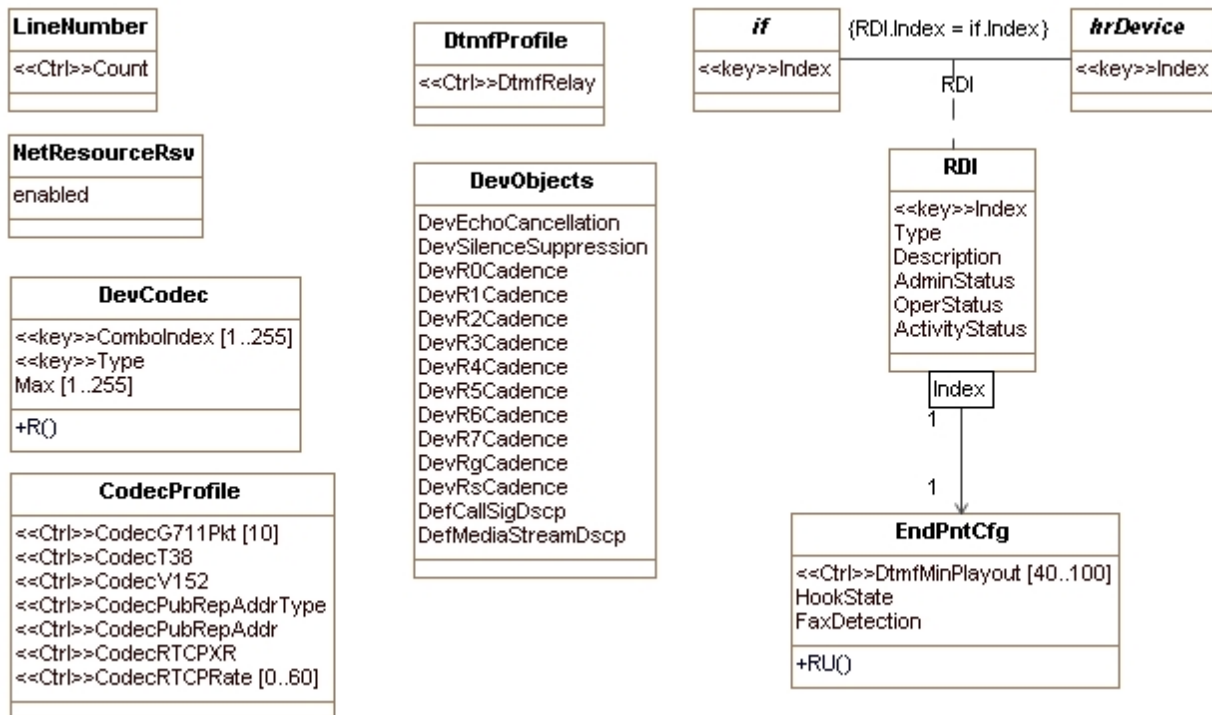 LineNumber
<<Ctrl>>Count
NetResourceRsv
enabled
DevCodec
<<key>>ComboIndex [1..255]
<<key>>Type
Max [1..255]
+R()
CodecProfile
<<Ctrl>>CodecG711Pkt [10]
<<Ctrl>>CodecT38
<<Ctrl>>CodecV152
<<Ctrl>>CodecPubRepAddrType
<<Ctrl>>CodecPubRepAddr
<<Ctrl>>CodecRTCPXR
<<Ctrl>>CodecRTCPRate [0..60]
DtmfProfile
<<Ctrl>>DtmfRelay
DevObjects
DevEchoCancellation
DevSilenceSuppression
DevR0Cadence
DevR1Cadence
DevR2Cadence
DevR3Cadence
DevR4Cadence
DevR5Cadence
DevR6Cadence
DevR7Cadence
DevRgCadence
DevRsCadence
DefCallSigDscp
DefMediaStreamDscp
if
<<key>>Index
{RDI.Index = if.Index}
RDI
hrDevice
<<key>>Index
RDI
<<key>>Index
Type
Description
AdminStatus
OperStatus
ActivityStatus
Index
1
1
EndPntCfg
<<Ctrl>>DtmfMinPlayout [40..100]
HookState
FaxDetection
+RU()